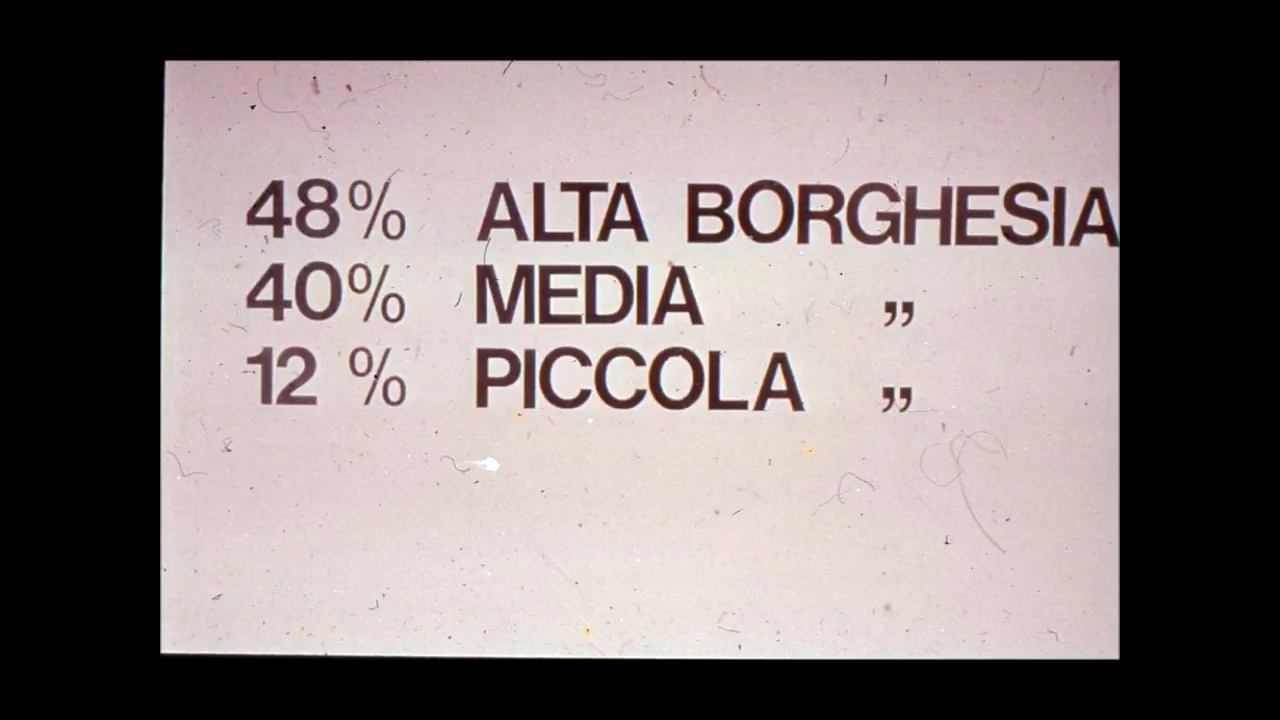 48% ALTA BORGHESIA
40% MEDIA „
12 % PICCOLA „